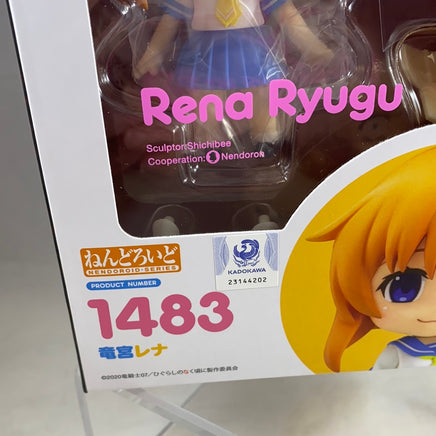 Rena Ryugu
Sculptor:Shichibee
Cooperation: Nendoron
ねんどろいど
NENDOROID-SERIES
PRODUCT NUMBER
1483
竜宮レナ
KADOKAWA
23144202
©2020竜騎士07/ひぐらしのなく頃に製作委員会